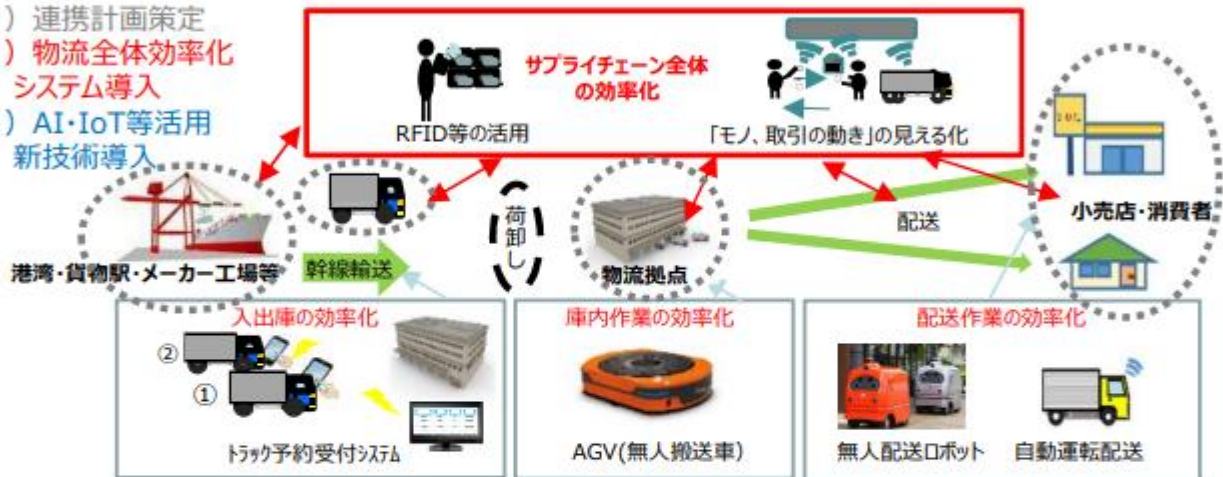 ）連携計画策定
）物流全体効率化
システム導入
）AI・IoT等活用
新技術導入
サプライチェーン全体
の効率化
RFID等の活用
「モノ、取引の動き」の見える化
港湾・貨物駅・メーカー工場等
幹線輸送
荷卸し
物流拠点
配送
小売店・消費者
入出庫の効率化
②
①
トラック予約受付システム
庫内作業の効率化
AGV(無人搬送車)
配送作業の効率化
無人配送ロボット
自動運転配送